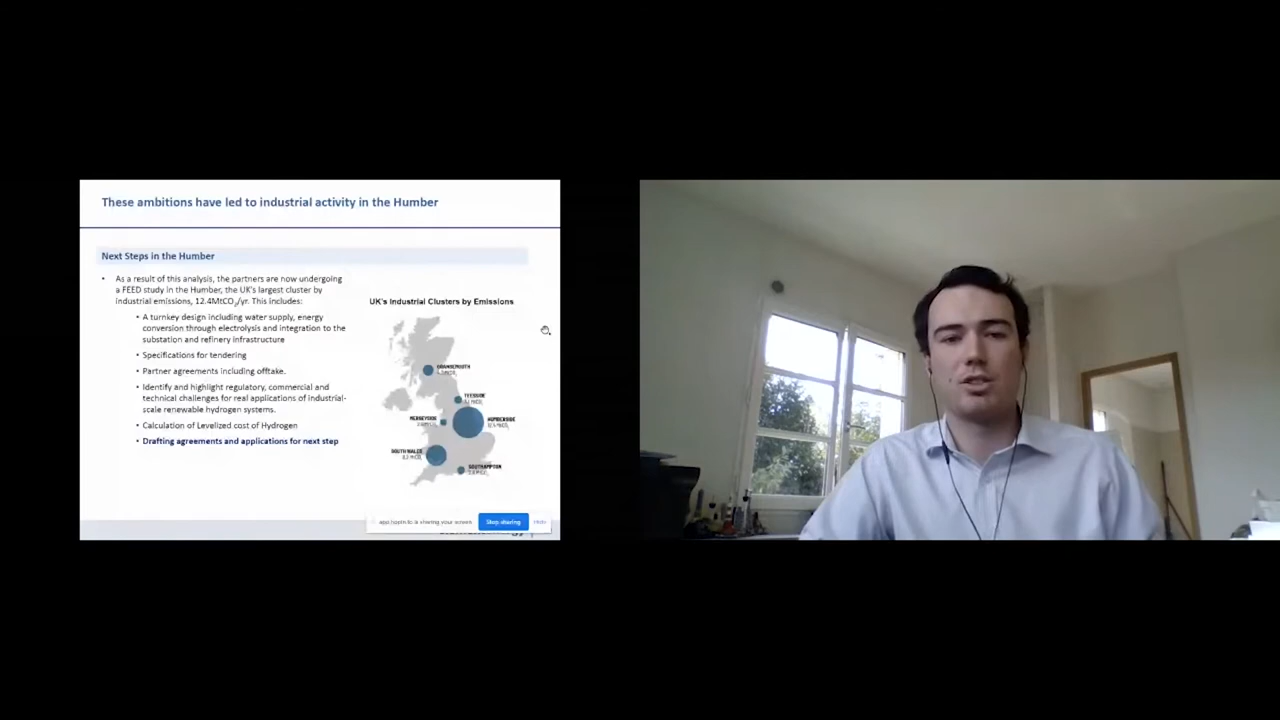 These ambitions have led to industrial activity in the Humber
Next Steps in the Humber
• As a result of this analysis, the partners are now undergoing
a FEED study in the Humber, the UK's largest cluster by
industrial emissions, 12.4MtCO₂/yr. This includes:
• A turnkey design including water supply, energy
conversion through electrolysis and integration to the
substation and refinery infrastructure
• Specifications for tendering
• Partner agreements including offtake.
• Identify and highlight regulatory, commercial and
technical challenges for real applications of industrial-
scale renewable hydrogen systems.
• Calculation of Levelized cost of Hydrogen
• Drafting agreements and applications for next step
UK's Industrial Clusters by Emissions
GRANGEMOUTH
TEESSIDE
MERSEYSIDE
HUMBERSIDE
SOUTH WALES
SOUTHAMPTON
is sharing your screen
Stop sharing
Hide